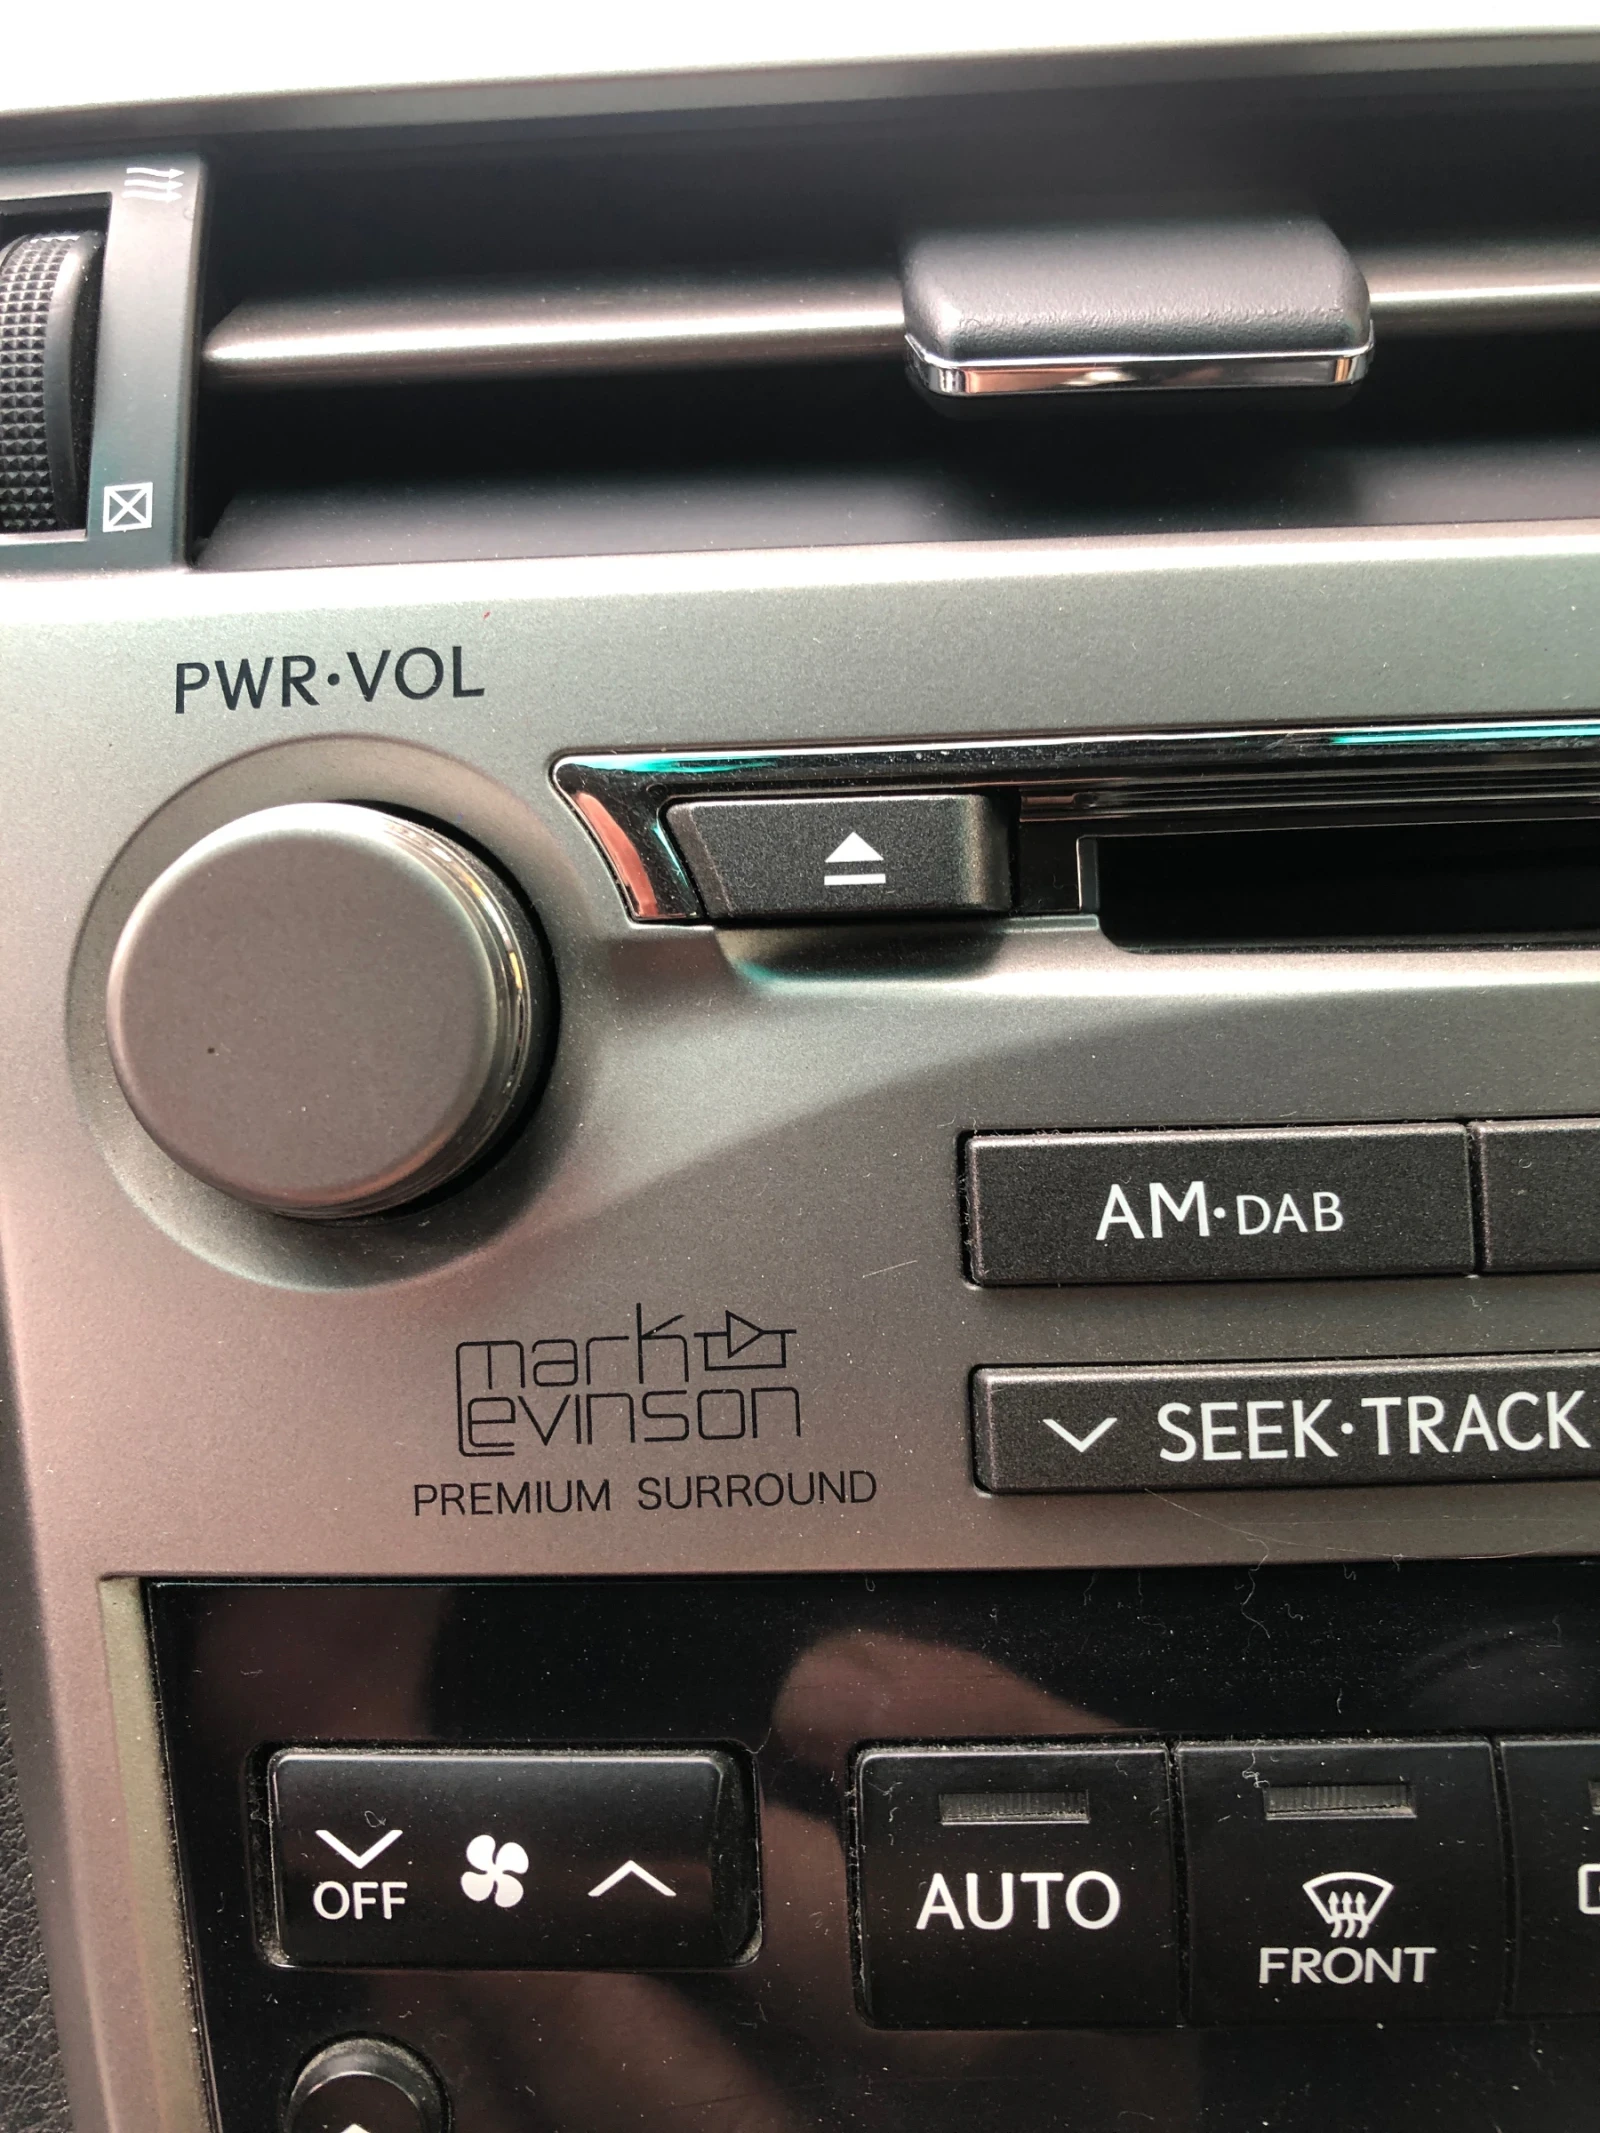 PWR·VOL
AM·DAB
mark
Levinson
PREMIUM SURROUND
SEEK·TRACK
OFF
AUTO
FRONT